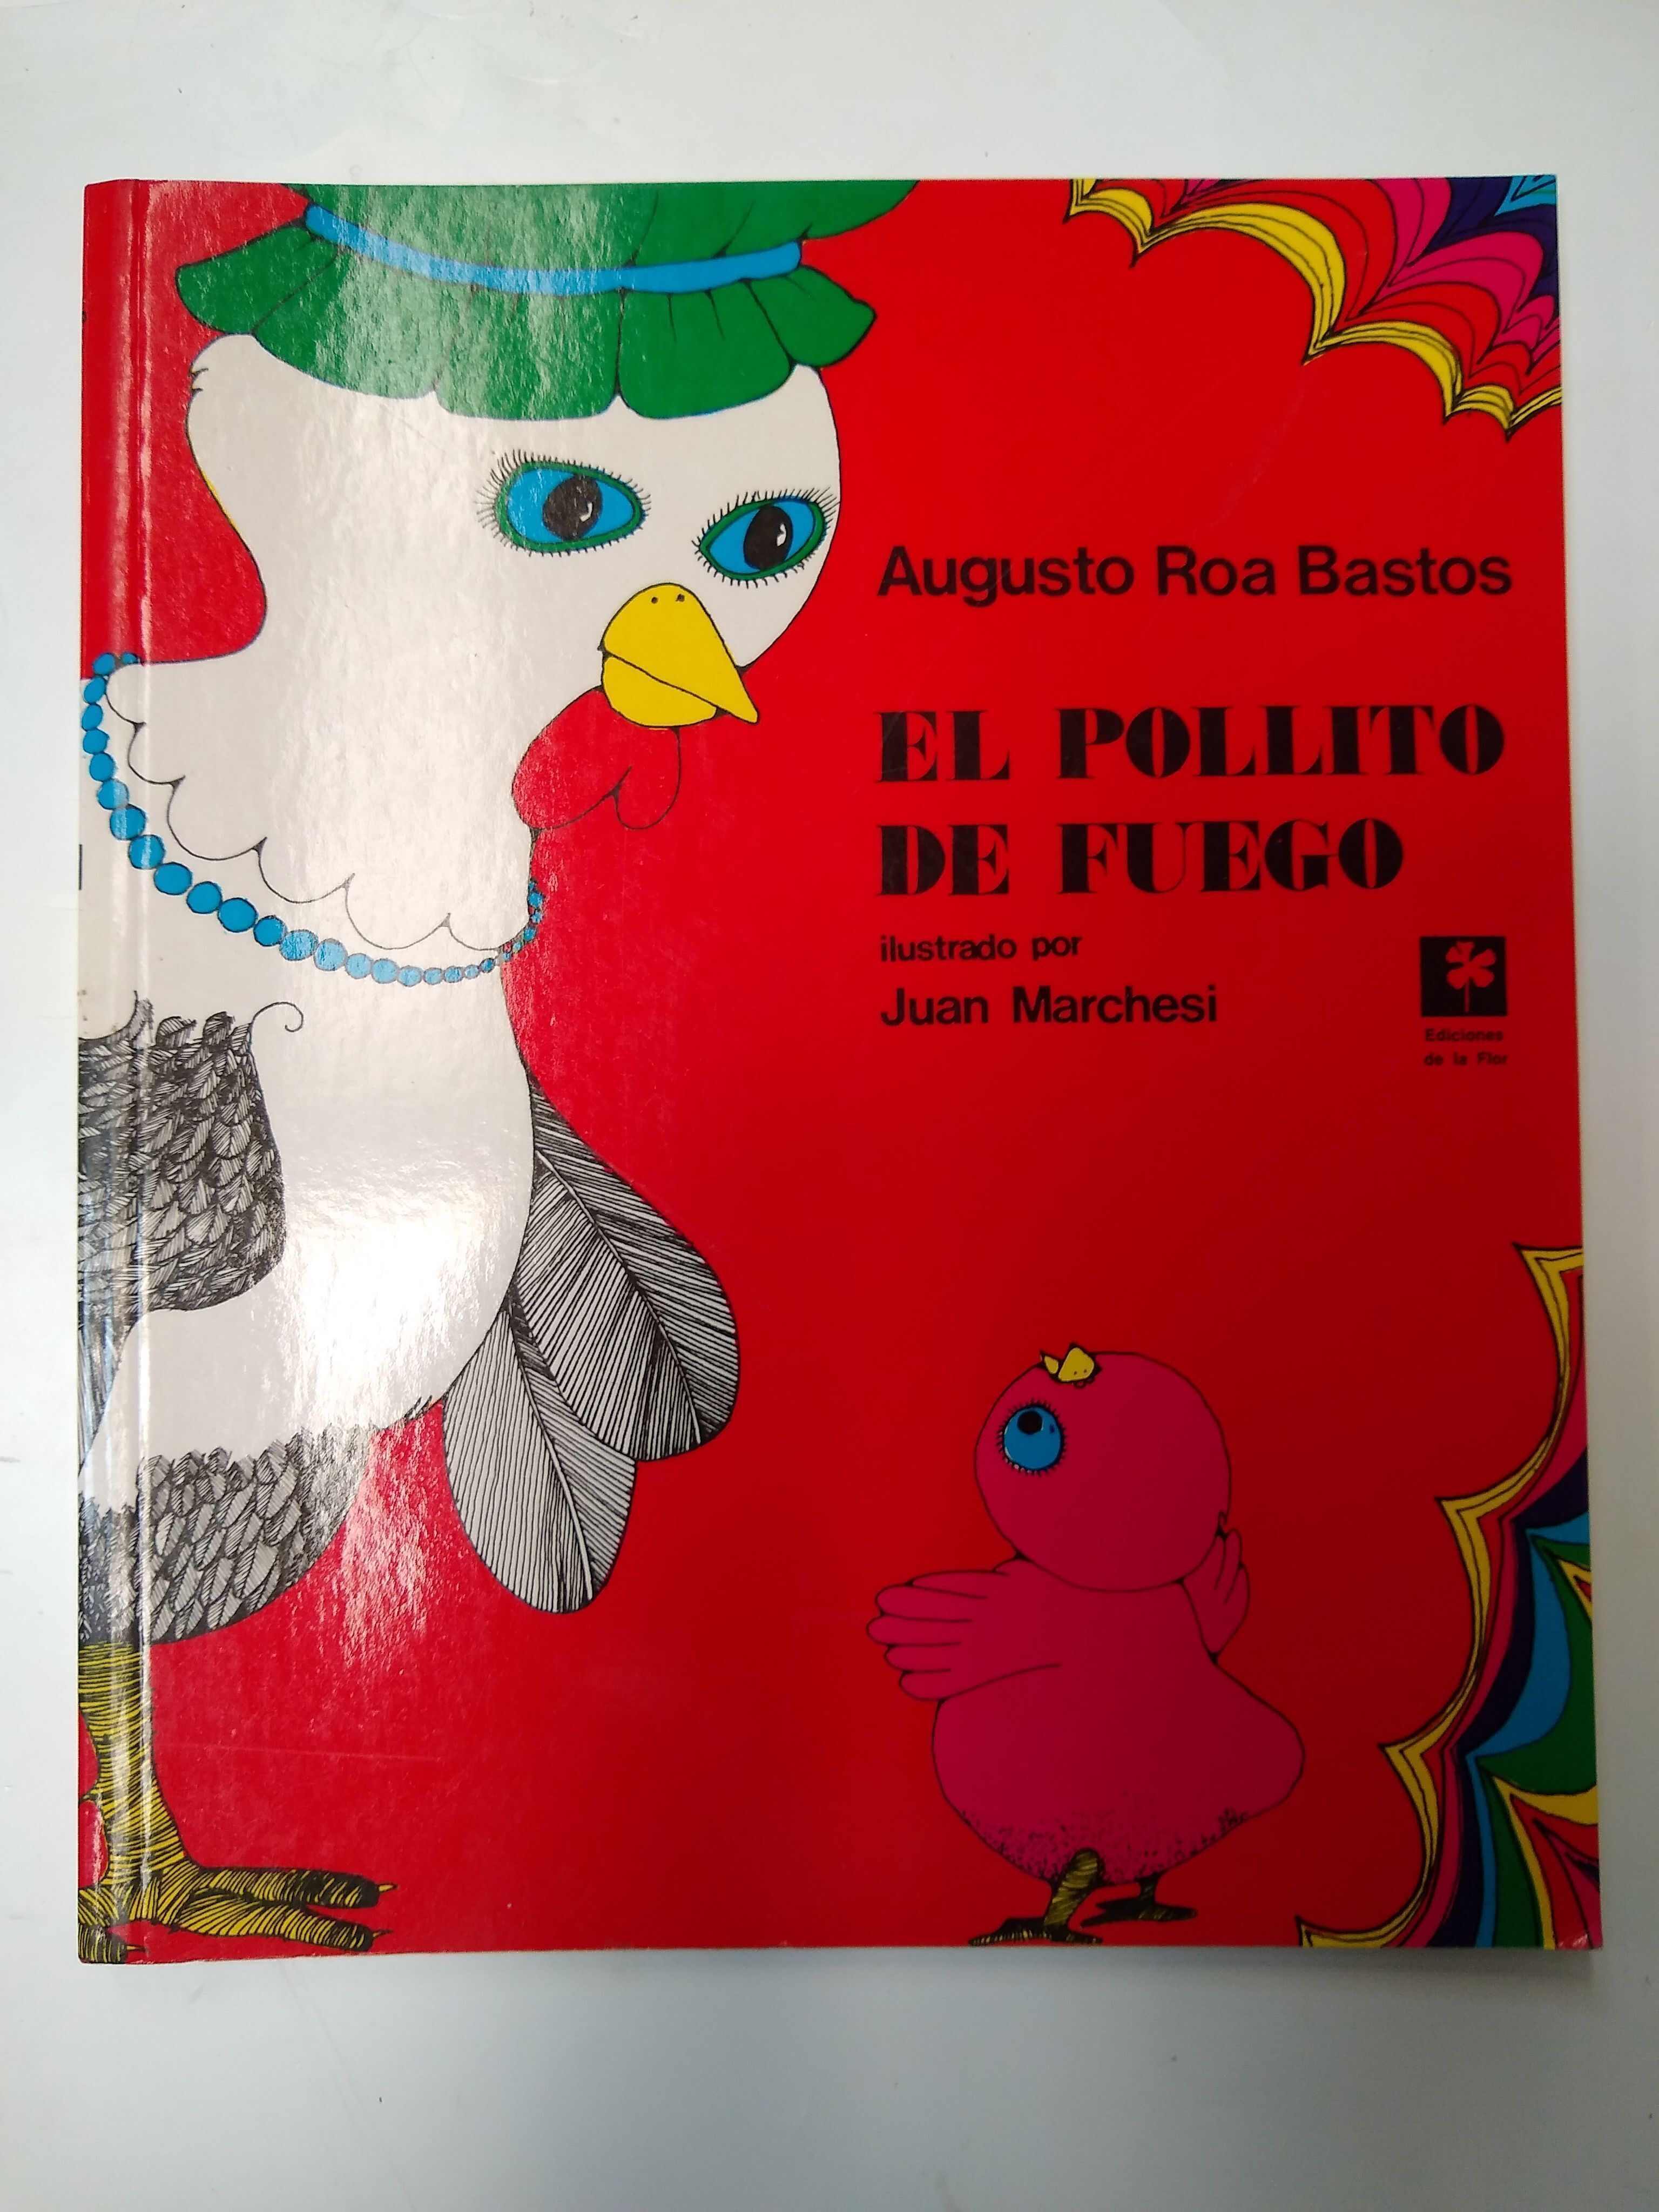 Augusto Roa Bastos
EL POLLITO
DE FUEGO
ilustrado por
Juan Marchesi
Ediciones
de la Flor